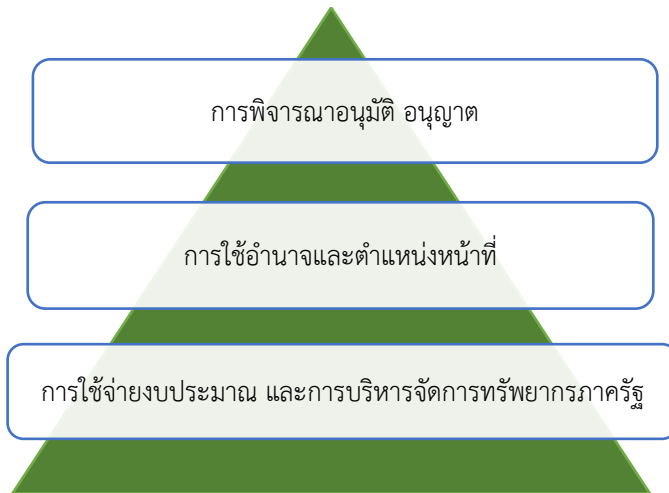 การพิจารณาอนุมัติ อนุญาต
การใช้อำนาจและตำแหน่งหน้าที่
การใช้จ่ายงบประมาณ และการบริหารจัดการทรัพยากรภาครัฐ